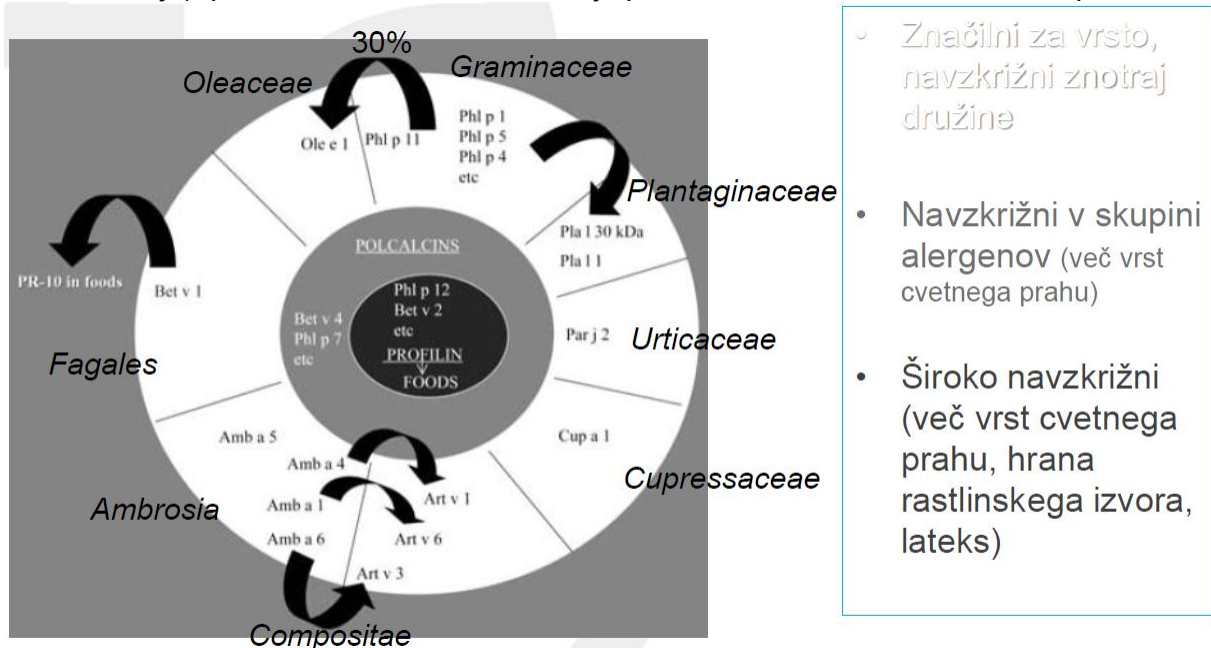 30%
Oleaceae
Graminaceae
Ole e 1
Phl p 11
Phl p 1
Phl p 5
Phl p 4
etc
Plantaginaceae
Pla l 30 kDa
Pla l 1
POLCALCINS
PR-10 in foods
Bet v 1
Phl p 12
Bet v 2
etc
PROFILIN
FOODS
Bet v 4
Phl p 7
etc
Par j 2
Urticaceae
Fagales
Amb a 5
Cup a 1
Amb a 4
Cupressaceae
Art v 1
Ambrosia
Amb a 1
Amb a 6
Art v 6
Art v 3
Compositae
• Značilni za vrsto,
navzkrižni znotraj
družine
• Navzkrižni v skupini
alergenov (več vrst
cvetnega prahu)
• Široko navzkrižni
(več vrst cvetnega
prahu, hrana
rastlinskega izvora,
lateks)